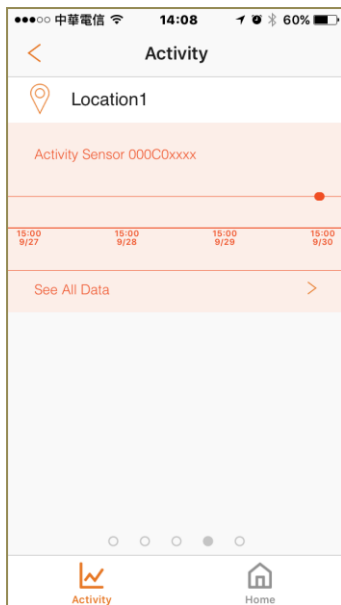 中華電信 14:08 60%
Activity
Location1
Activity Sensor 000C0xxxx
15:00 15:00 15:00 15:00
9/27 9/28 9/29 9/30
See All Data
Activity Home